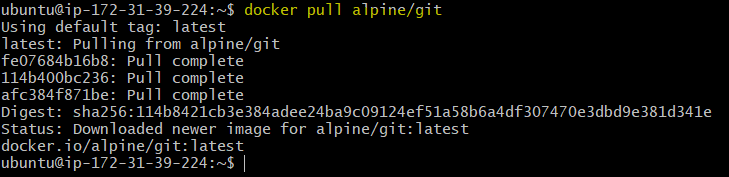 ubuntu@ip-172-31-39-224:~$ docker pull alpine/git
Using default tag: latest
latest: Pulling from alpine/git
fe07684b16b8: Pull complete
114b400bc236: Pull complete
afc384f871be: Pull complete
Digest: sha256:114b8421cb3e384adee24ba9c09124ef51a58b6a4df307470e3dbd9e381d341e
Status: Downloaded newer image for alpine/git:latest
docker.io/alpine/git:latest
ubuntu@ip-172-31-39-224:~$